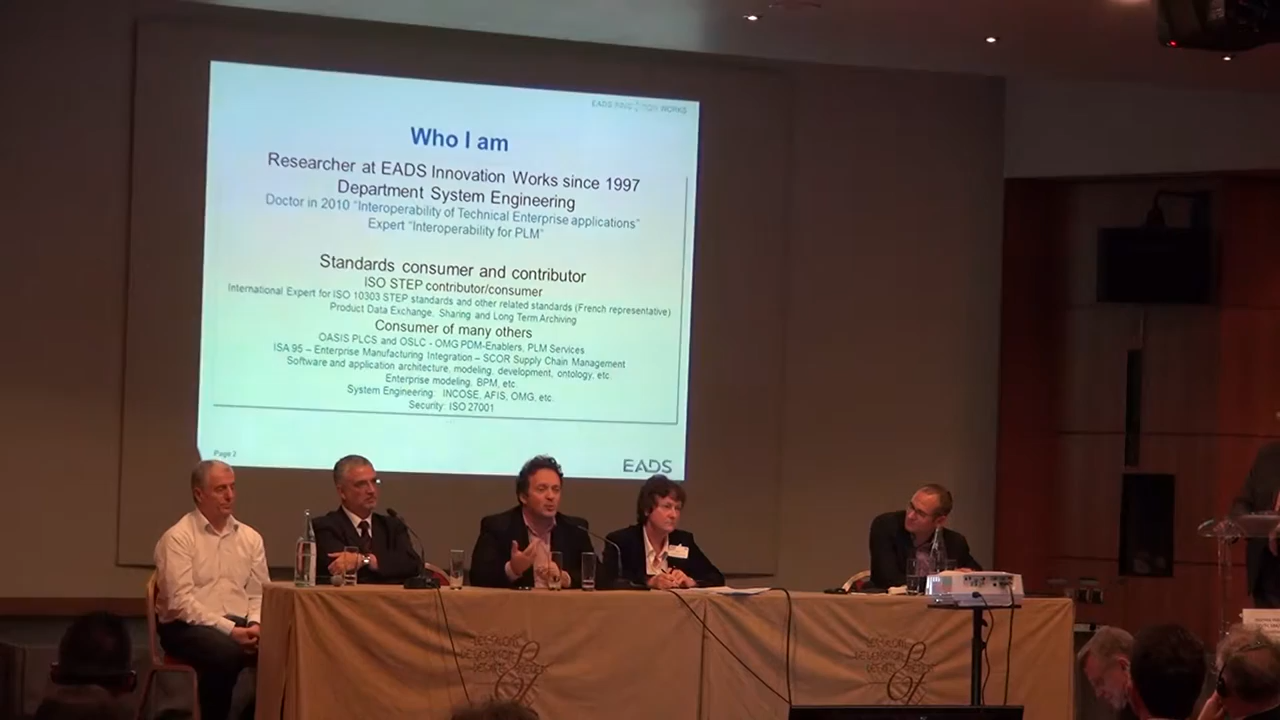 EADS INNOVATION WORKS
Who I am
Researcher at EADS Innovation Works since 1997
Department System Engineering
Doctor in 2010 “Interoperability of Technical Enterprise applications”
Expert “Interoperability for PLM”
Standards consumer and contributor
ISO STEP contributor/consumer
International Expert for ISO 10303 STEP standards and other related standards (French representative)
Product Data Exchange, Sharing and Long Term Archiving
Consumer of many others
OASIS PLCS and OSLC - OMG PDM-Enablers, PLM Services
ISA 95 – Enterprise Manufacturing Integration – SCOR Supply Chain Management
Software and application architecture, modeling, development, ontology, etc.
Enterprise modeling, BPM, etc.
System Engineering: INCOSE, AFIS, OMG, etc.
Security: ISO 27001
Page 2
EADS